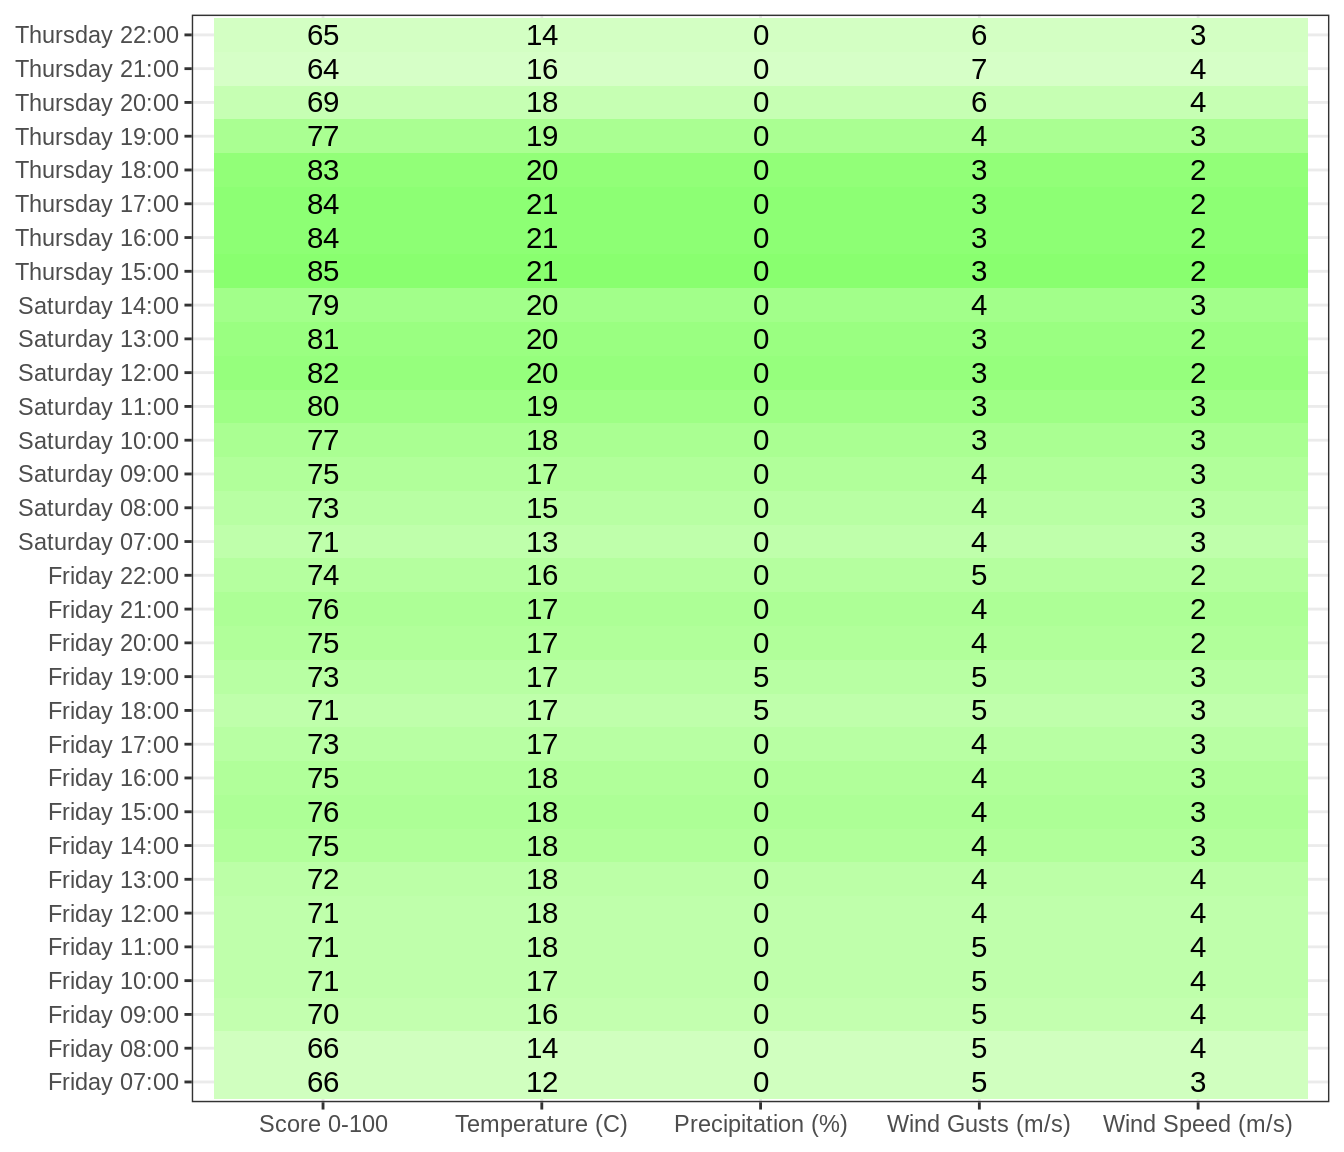 Thursday 22:00 65 14 0 6 3
Thursday 21:00 64 16 0 7 4
Thursday 20:00 69 18 0 6 4
Thursday 19:00 77 19 0 4 3
Thursday 18:00 83 20 0 3 2
Thursday 17:00 84 21 0 3 2
Thursday 16:00 84 21 0 3 2
Thursday 15:00 85 21 0 3 2
Saturday 14:00 79 20 0 4 3
Saturday 13:00 81 20 0 3 2
Saturday 12:00 82 20 0 3 2
Saturday 11:00 80 19 0 3 3
Saturday 10:00 77 18 0 3 3
Saturday 09:00 75 17 0 4 3
Saturday 08:00 73 15 0 4 3
Saturday 07:00 71 13 0 4 3
Friday 22:00 74 16 0 5 2
Friday 21:00 76 17 0 4 2
Friday 20:00 75 17 0 4 2
Friday 19:00 73 17 5 5 3
Friday 18:00 71 17 5 5 3
Friday 17:00 73 17 0 4 3
Friday 16:00 75 18 0 4 3
Friday 15:00 76 18 0 4 3
Friday 14:00 75 18 0 4 3
Friday 13:00 72 18 0 4 4
Friday 12:00 71 18 0 4 4
Friday 11:00 71 18 0 5 4
Friday 10:00 71 17 0 5 4
Friday 09:00 70 16 0 5 4
Friday 08:00 66 14 0 5 4
Friday 07:00 66 12 0 5 3
Score 0-100 Temperature (C) Precipitation (%) Wind Gusts (m/s) Wind Speed (m/s)